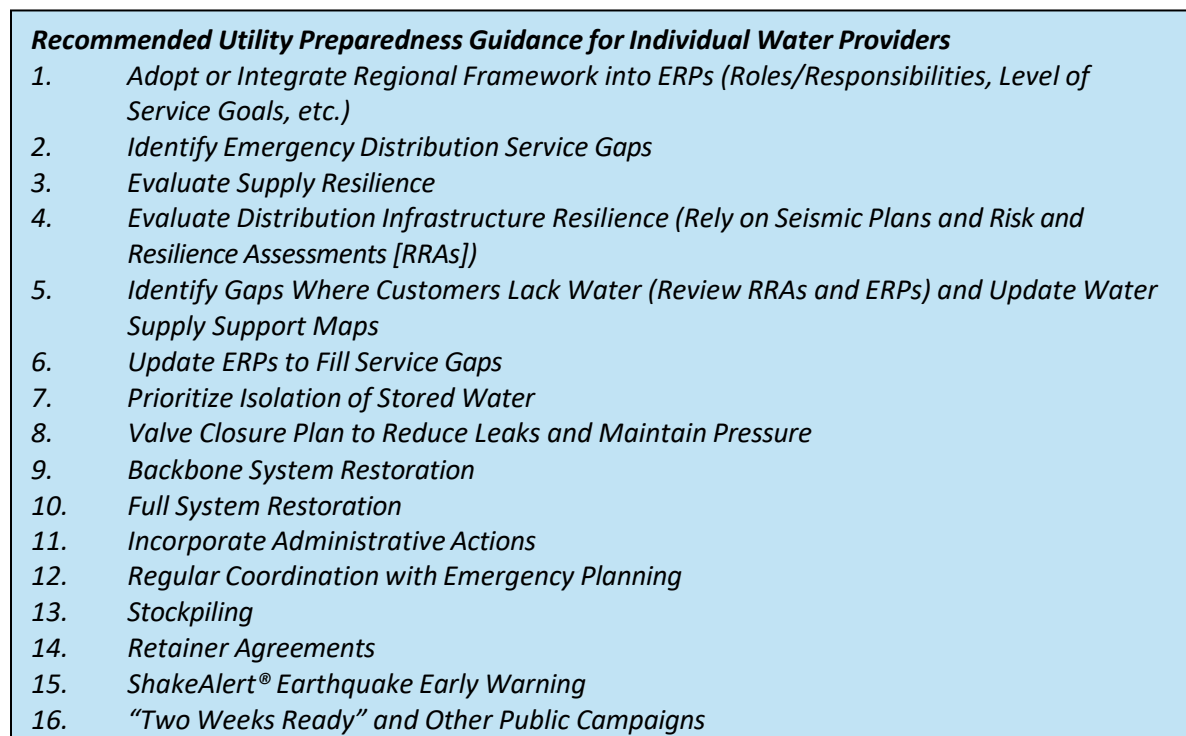 Recommended Utility Preparedness Guidance for Individual Water Providers
1. Adopt or Integrate Regional Framework into ERPs (Roles/Responsibilities, Level of
Service Goals, etc.)
2. Identify Emergency Distribution Service Gaps
3. Evaluate Supply Resilience
4. Evaluate Distribution Infrastructure Resilience (Rely on Seismic Plans and Risk and
Resilience Assessments [RRAs])
5. Identify Gaps Where Customers Lack Water (Review RRAs and ERPs) and Update Water
Supply Support Maps
6. Update ERPs to Fill Service Gaps
7. Prioritize Isolation of Stored Water
8. Valve Closure Plan to Reduce Leaks and Maintain Pressure
9. Backbone System Restoration
10. Full System Restoration
11. Incorporate Administrative Actions
12. Regular Coordination with Emergency Planning
13. Stockpiling
14. Retainer Agreements
15. ShakeAlert® Earthquake Early Warning
16. “Two Weeks Ready” and Other Public Campaigns